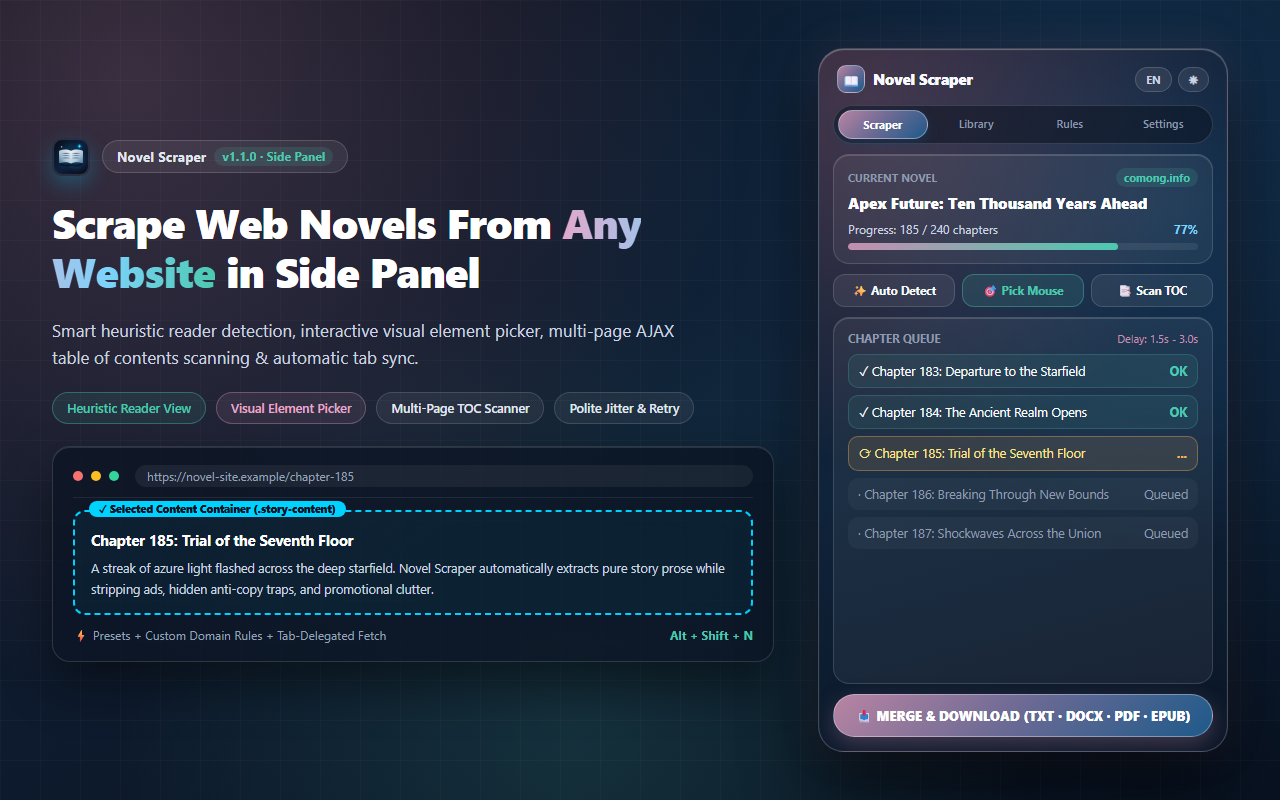 Novel Scraper v1.1.0 · Side Panel
Scrape Web Novels From Any
Website in Side Panel
Smart heuristic reader detection, interactive visual element picker, multi-page AJAX
table of contents scanning & automatic tab sync.
Heuristic Reader View
Visual Element Picker
Multi-Page TOC Scanner
Polite Jitter & Retry
https://novel-site.example/chapter-185
✓ Selected Content Container (.story-content)
Chapter 185: Trial of the Seventh Floor
A streak of azure light flashed across the deep starfield. Novel Scraper automatically extracts pure story prose while
stripping ads, hidden anti-copy traps, and promotional clutter.
⚡ Presets + Custom Domain Rules + Tab-Delegated Fetch
Alt + Shift + N
Novel Scraper
EN
Scraper
Library
Rules
Settings
CURRENT NOVEL
comong.info
Apex Future: Ten Thousand Years Ahead
Progress: 185 / 240 chapters
77%
✨ Auto Detect
🎯 Pick Mouse
📑 Scan TOC
CHAPTER QUEUE
Delay: 1.5s - 3.0s
✓ Chapter 183: Departure to the Starfield
OK
✓ Chapter 184: The Ancient Realm Opens
OK
⟳ Chapter 185: Trial of the Seventh Floor
...
· Chapter 186: Breaking Through New Bounds
Queued
· Chapter 187: Shockwaves Across the Union
Queued
📥 MERGE & DOWNLOAD (TXT · DOCX · PDF · EPUB)